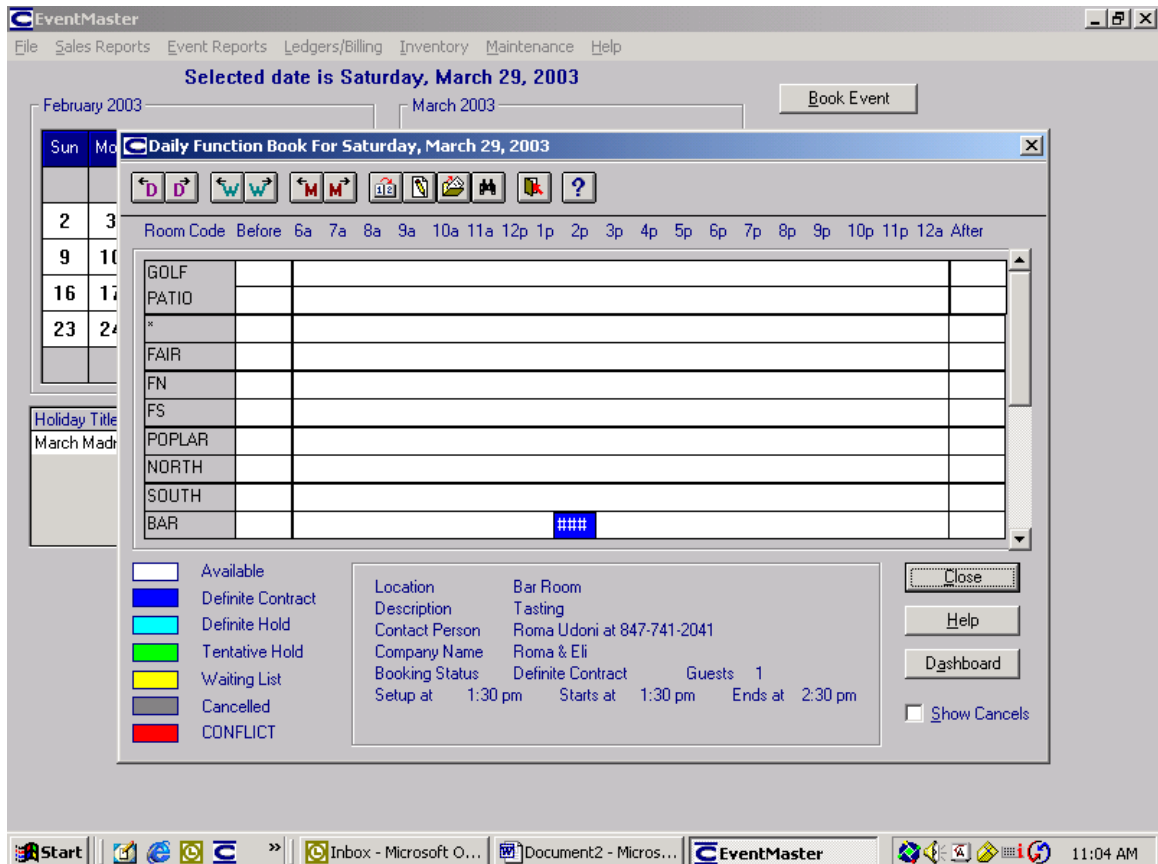 EventMaster
File Sales Reports Event Reports Ledgers/Billing Inventory Maintenance Help
Selected date is Saturday, March 29, 2003
February 2003 March 2003 Book Event
Sun
2 3
9
16
23
Holiday Title
Daily Function Book For Saturday, March 29, 2003
D D W W M M ?
Room Code Before 6a 7a 8a 9a 10a 11a 12p 1p 2p 3p 4p 5p 6p 7p 8p 9p 10p 11p 12a After
GOLF
PATIO
*
FAIR
FN
FS
POPLAR
NORTH
SOUTH
BAR ###
Available
Definite Contract
Definite Hold
Tentative Hold
Waiting List
Cancelled
CONFLICT
Location Bar Room
Description Tasting
Contact Person Roma Udoni at 847-741-2041
Company Name Roma & Eli
Booking Status Definite Contract Guests 1
Setup at 1:30 pm Starts at 1:30 pm Ends at 2:30 pm
Close
Help
Dashboard
Show Cancels
Start » Inbox - Microsoft O... Document2 - Micros... EventMaster 11:04 AM